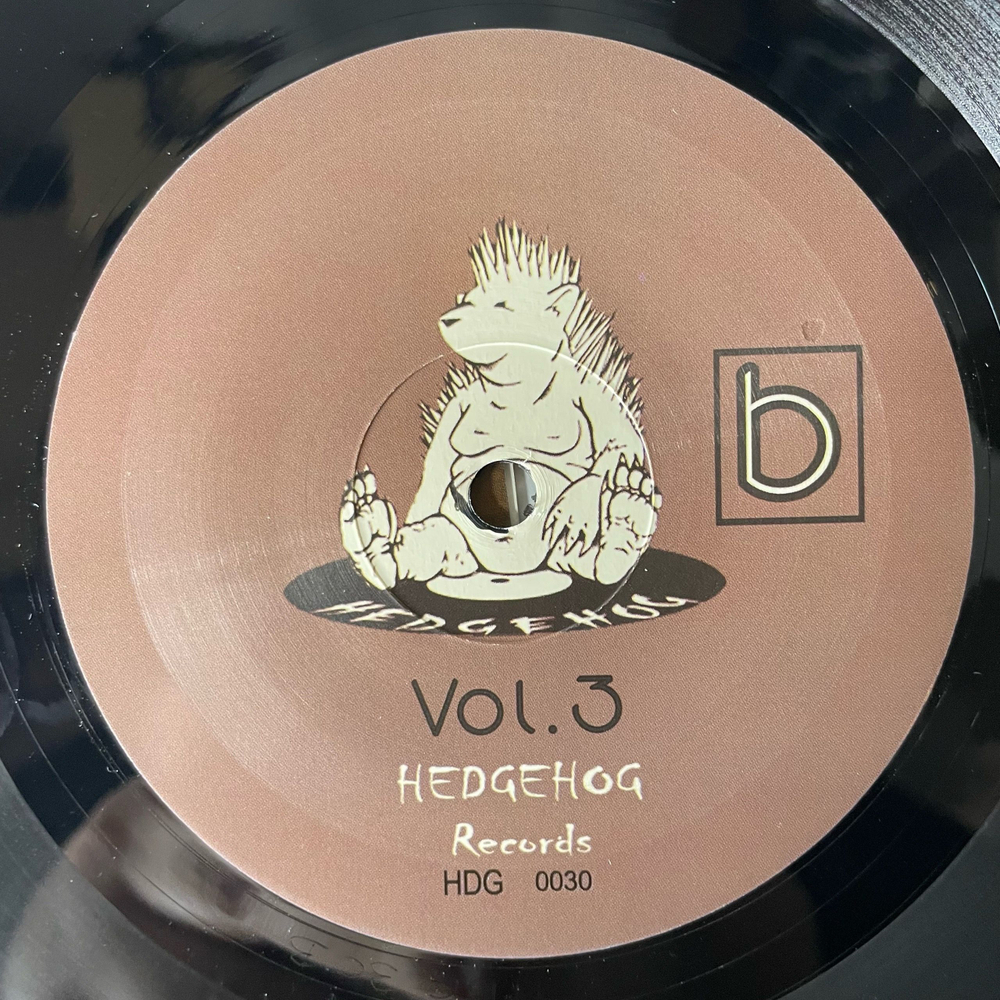 b
HEDGEHOG
Vol.3
HEDGEHOG
Records
HDG 0030